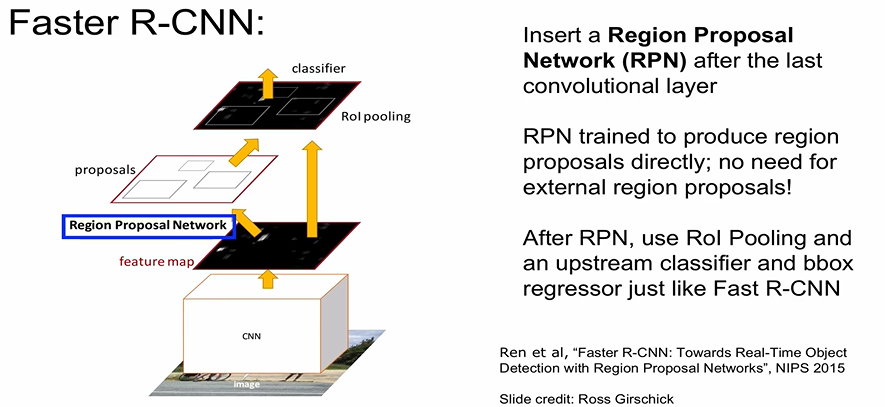 Faster R-CNN:
classifier
RoI pooling
proposals
Region Proposal Network
feature map
CNN
image
Insert a Region Proposal
Network (RPN) after the last
convolutional layer
RPN trained to produce region
proposals directly; no need for
external region proposals!
After RPN, use RoI Pooling and
an upstream classifier and bbox
regressor just like Fast R-CNN
Ren et al, “Faster R-CNN: Towards Real-Time Object
Detection with Region Proposal Networks”, NIPS 2015
Slide credit: Ross Girschick